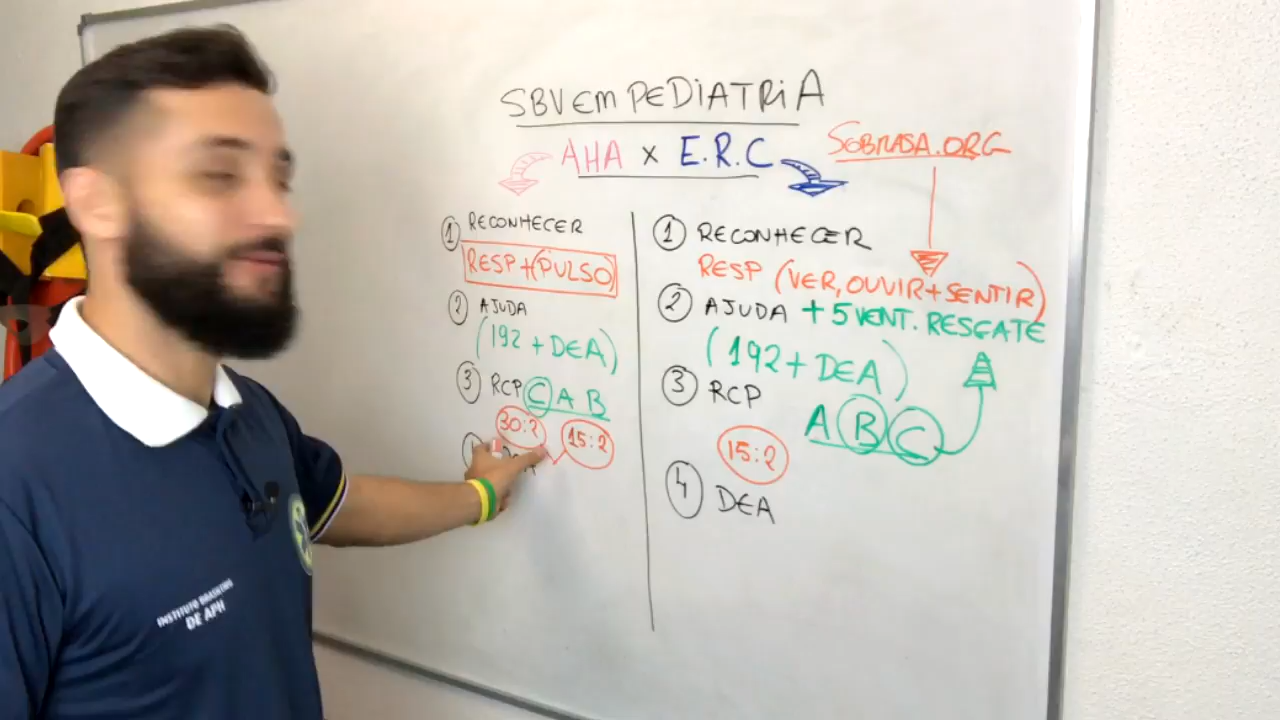 SBV EM PEDIATRIA
AHA x E.R.C
SOBRASA.ORG
1 RECONHECER
RESP + (PULSO)
2 AJUDA
(192 + DEA)
3 RCP C A B
30:2 15:2
1 RECONHECER
RESP (VER, OUVIR + SENTIR)
2 AJUDA + 5 VENT. RESGATE
(192 + DEA)
3 RCP
A B C
15:2
4 DEA
INSTITUTO BRASILEIRO
DE APH